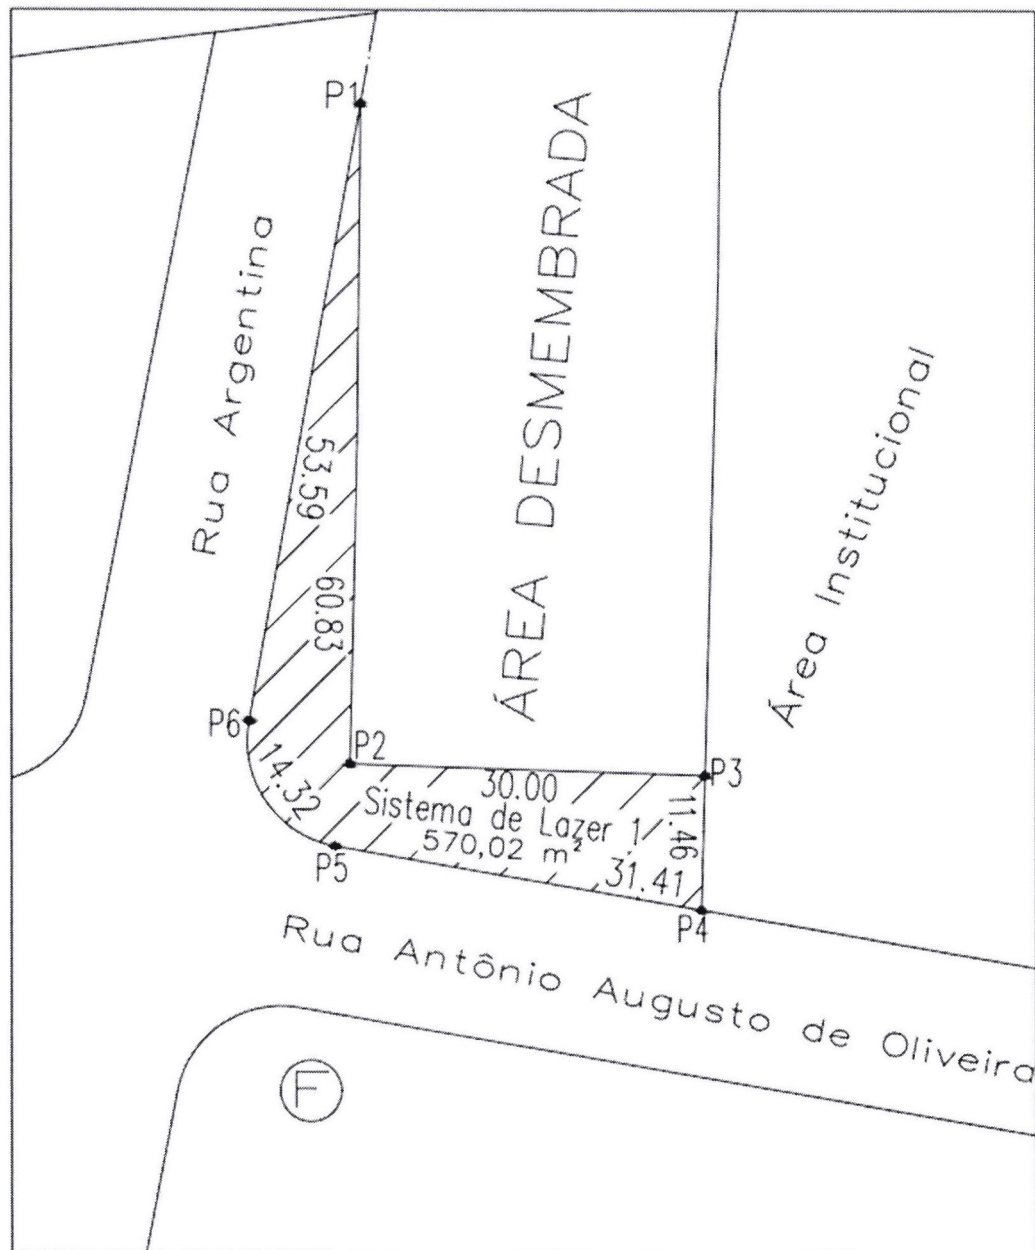 P1
ÁREA DESMEMBRADA
Rua Argentina
Área Institucional
53.59
60.83
P6
P2
P3
14.32
30.00
11.46
Sistema de Lazer 1
570,02 m²
31.41
P5
P4
Rua Antônio Augusto de Oliveira
F